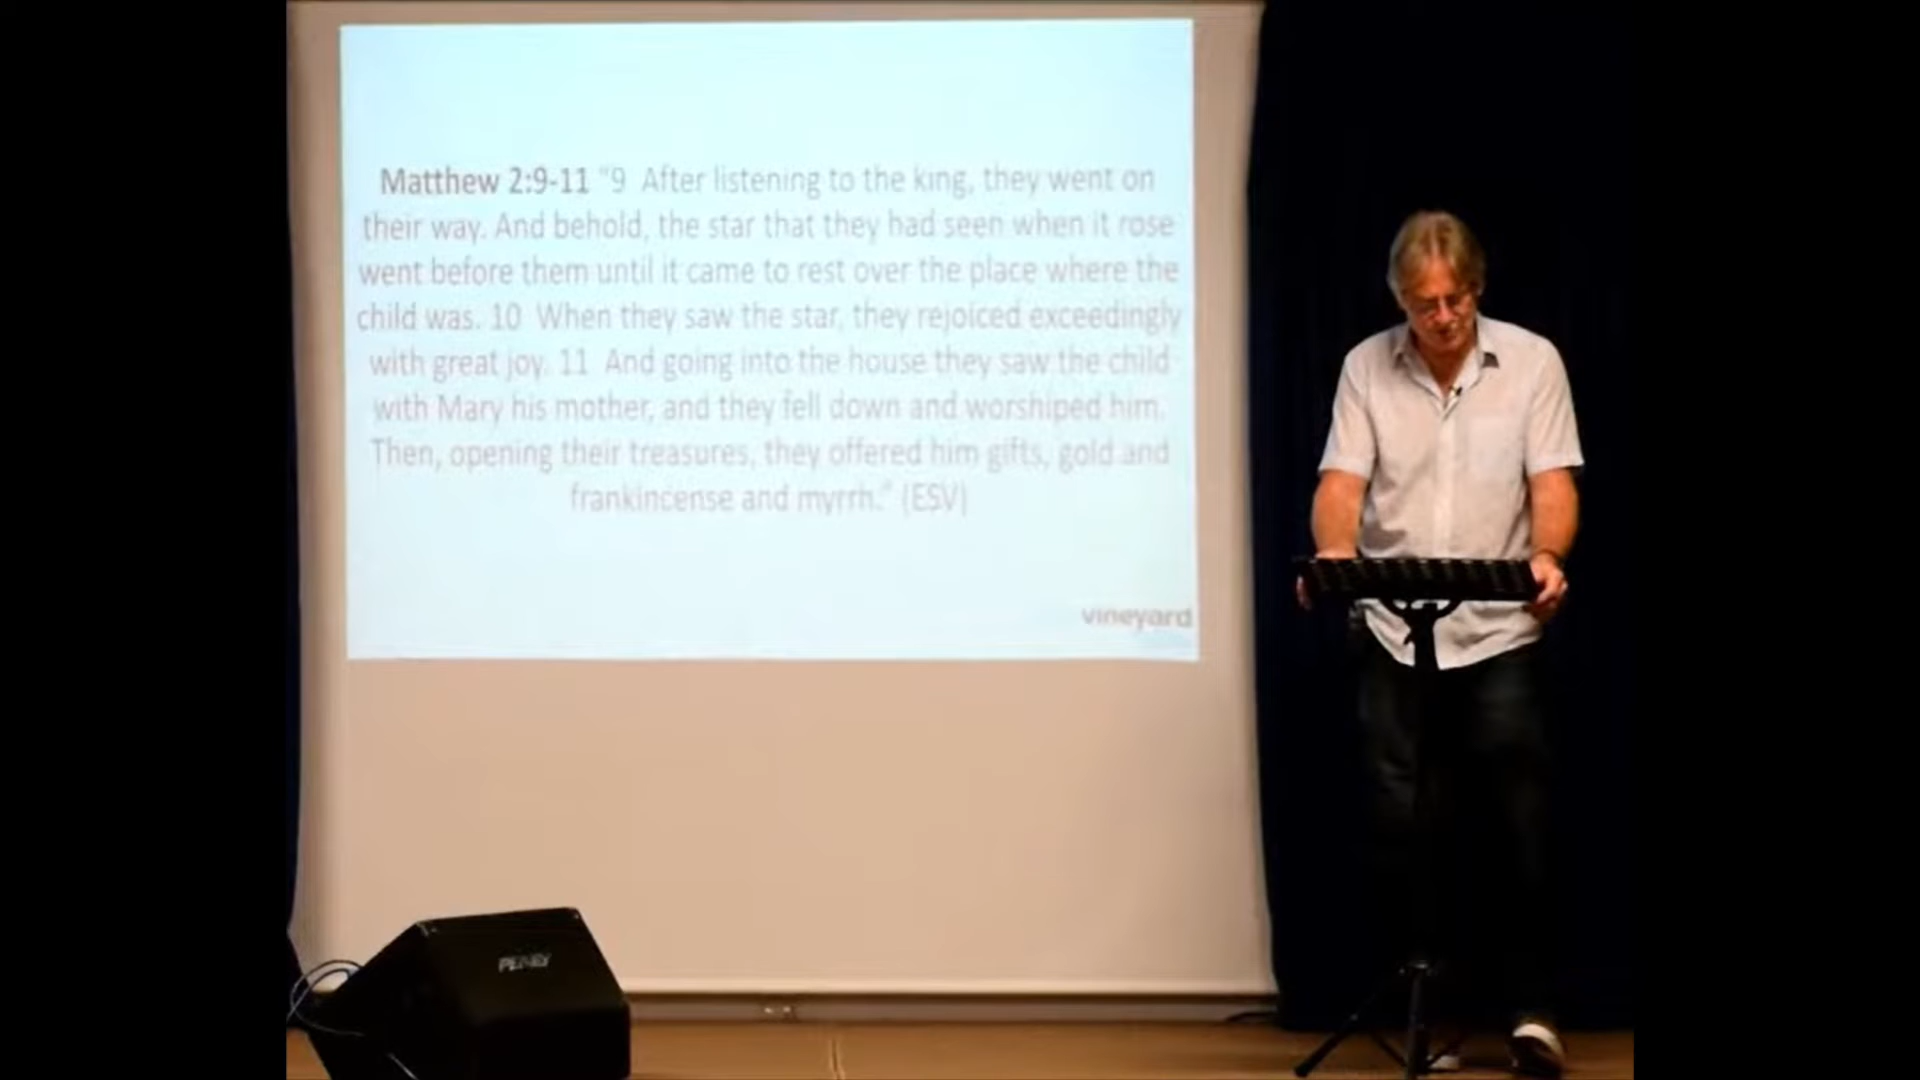 Matthew 2:9-11 "9 After listening to the king, they went on
their way. And behold, the star that they had seen when it rose
went before them until it came to rest over the place where the
child was. 10 When they saw the star, they rejoiced exceedingly
with great joy. 11 And going into the house they saw the child
with Mary his mother, and they fell down and worshiped him.
Then, opening their treasures, they offered him gifts, gold and
frankincense and myrrh." (ESV)
vineyard
PEAVEY